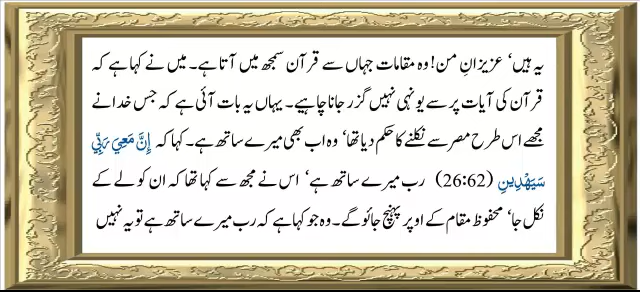 یہ ہیں‘ عزیزانِ من! وہ مقامات جہاں سے قرآن سمجھ میں آتا ہے۔ میں نے کہا ہے کہ
قرآن کی آیات پر سے یونہی نہیں گزر جانا چاہیے۔ یہاں یہ بات آئی ہے کہ جس خدا نے
مجھے اس طرح مصر سے نکلنے کا حکم دیا تھا‘ وہ اب بھی میرے ساتھ ہے۔ کہا کہ إِنَّ مَعِيَ رَبِّي
سَيَهْدِينِ (26:62) رب میرے ساتھ ہے‘ اس نے مجھ سے کہا تھا کہ ان کو لے کے
نکل جا‘ محفوظ مقام کے اوپر پہنچ جائو گے۔ وہ جو کہا ہے کہ رب میرے ساتھ ہے تو یہ نہیں